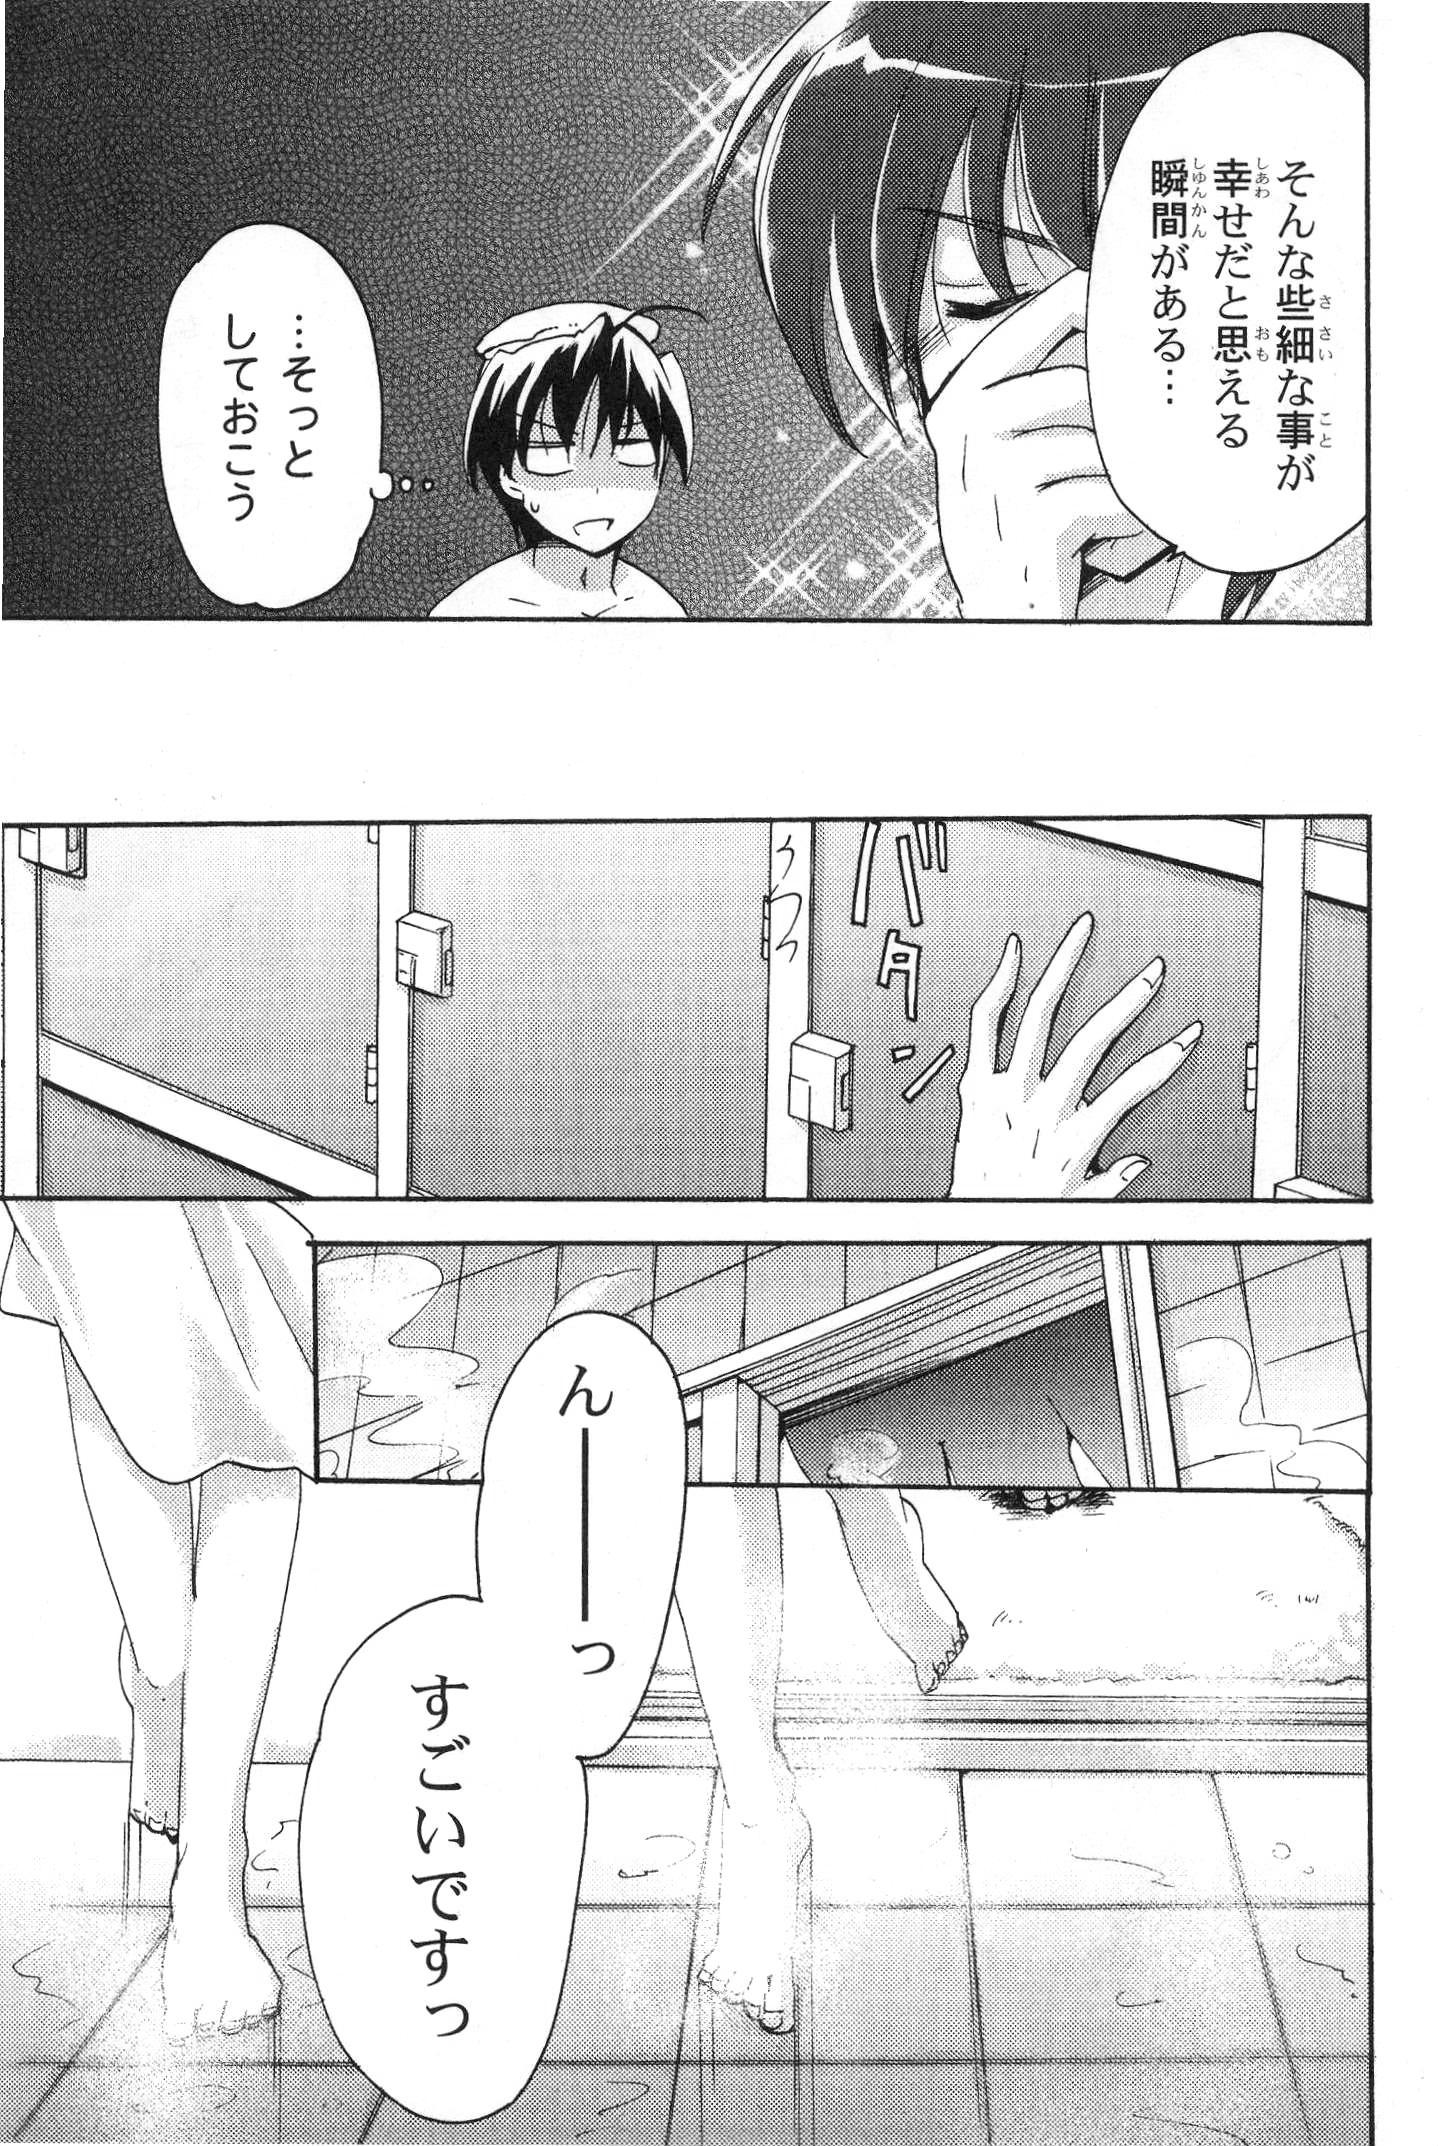 そんな些細な事が
幸せだと思える
瞬間がある…
…そっと
しておこう
バタン
んーーっ
すごいですっ